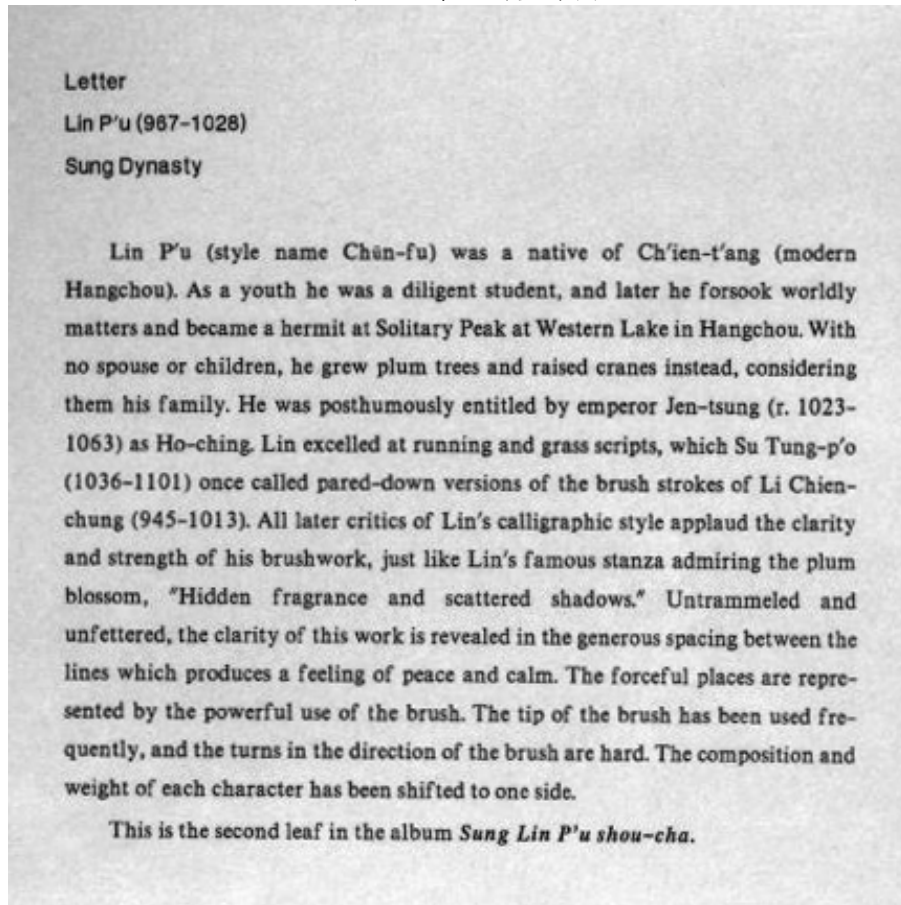 Letter
Lin P'u (967-1028)
Sung Dynasty
Lin P'u (style name Chün-fu) was a native of Ch'ien-t'ang (modern
Hangchou). As a youth he was a diligent student, and later he forsook worldly
matters and became a hermit at Solitary Peak at Western Lake in Hangchou. With
no spouse or children, he grew plum trees and raised cranes instead, considering
them his family. He was posthumously entitled by emperor Jen-tsung (r. 1023-
1063) as Ho-ching. Lin excelled at running and grass scripts, which Su Tung-p'o
(1036-1101) once called pared-down versions of the brush strokes of Li Chien-
chung (945-1013). All later critics of Lin's calligraphic style applaud the clarity
and strength of his brushwork, just like Lin's famous stanza admiring the plum
blossom, "Hidden fragrance and scattered shadows." Untrammeled and
unfettered, the clarity of this work is revealed in the generous spacing between the
lines which produces a feeling of peace and calm. The forceful places are repre-
sented by the powerful use of the brush. The tip of the brush has been used fre-
quently, and the turns in the direction of the brush are hard. The composition and
weight of each character has been shifted to one side.
This is the second leaf in the album Sung Lin P'u shou-cha.